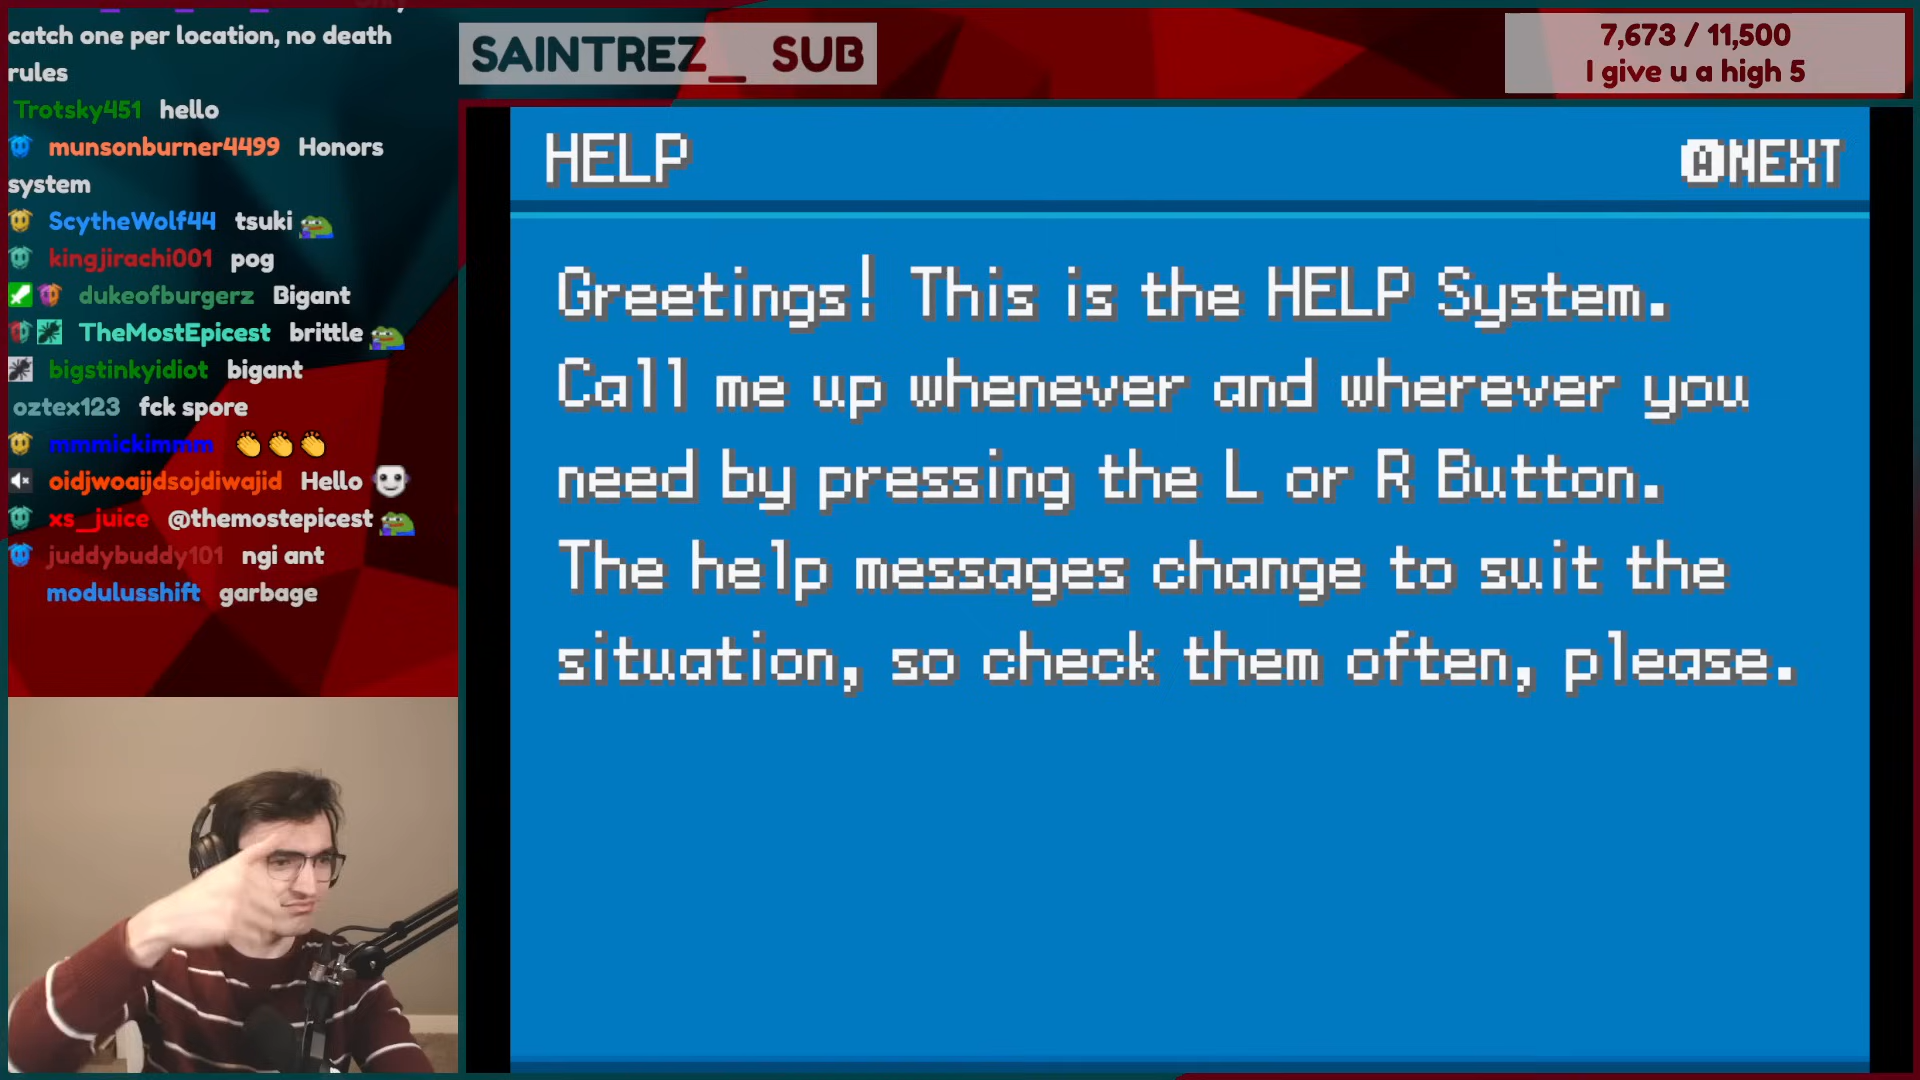 catch one per location, no death
rules
Trotsky451 hello
munsonburner4499 Honors
system
ScytheWolf44 tsuki
kingjirachi001 pog
dukeofburgerz Bigant
TheMostEpicest brittle
bigstinkyidiot bigant
oztex123 fck spore
mmmickimmm 👏 👏 👏
oidjwoaijdsojdiwajid Hello
xs__juice @themostepicest
juddybuddy101 ngi ant
modulusshift garbage
SAINTREZ_ SUB
7,673 / 11,500
I give u a high 5
HELP
A NEXT
Greetings! This is the HELP System.
Call me up whenever and wherever you
need by pressing the L or R Button.
The help messages change to suit the
situation, so check them often, please.